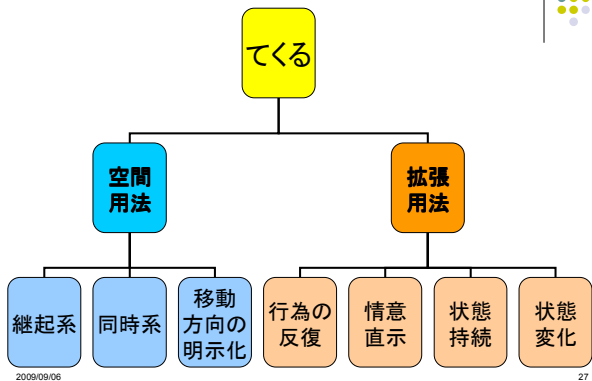 てくる
空間
用法
拡張
用法
継起系
同時系
移動
方向の
明示化
行為の
反復
情意
直示
状態
持続
状態
変化
2009/09/06
27